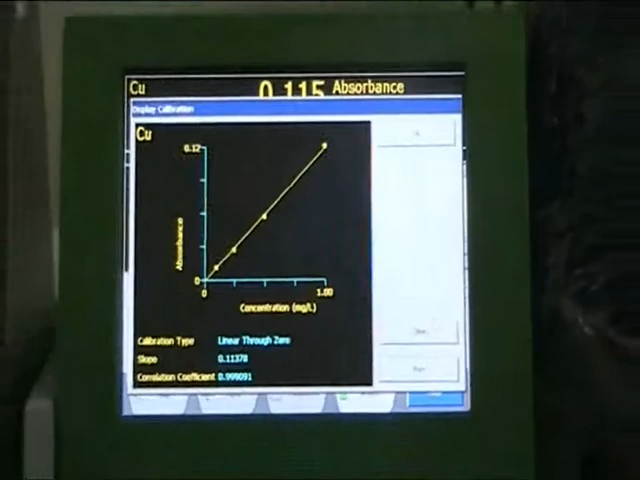 Cu 0.115 Absorbance
Display Calibration
Cu
0.12
Absorbance
0
0 1.00
Concentration (mg/L)
Calibration Type Linear Through Zero
Slope 0.11378
Correlation Coefficient 0.999091